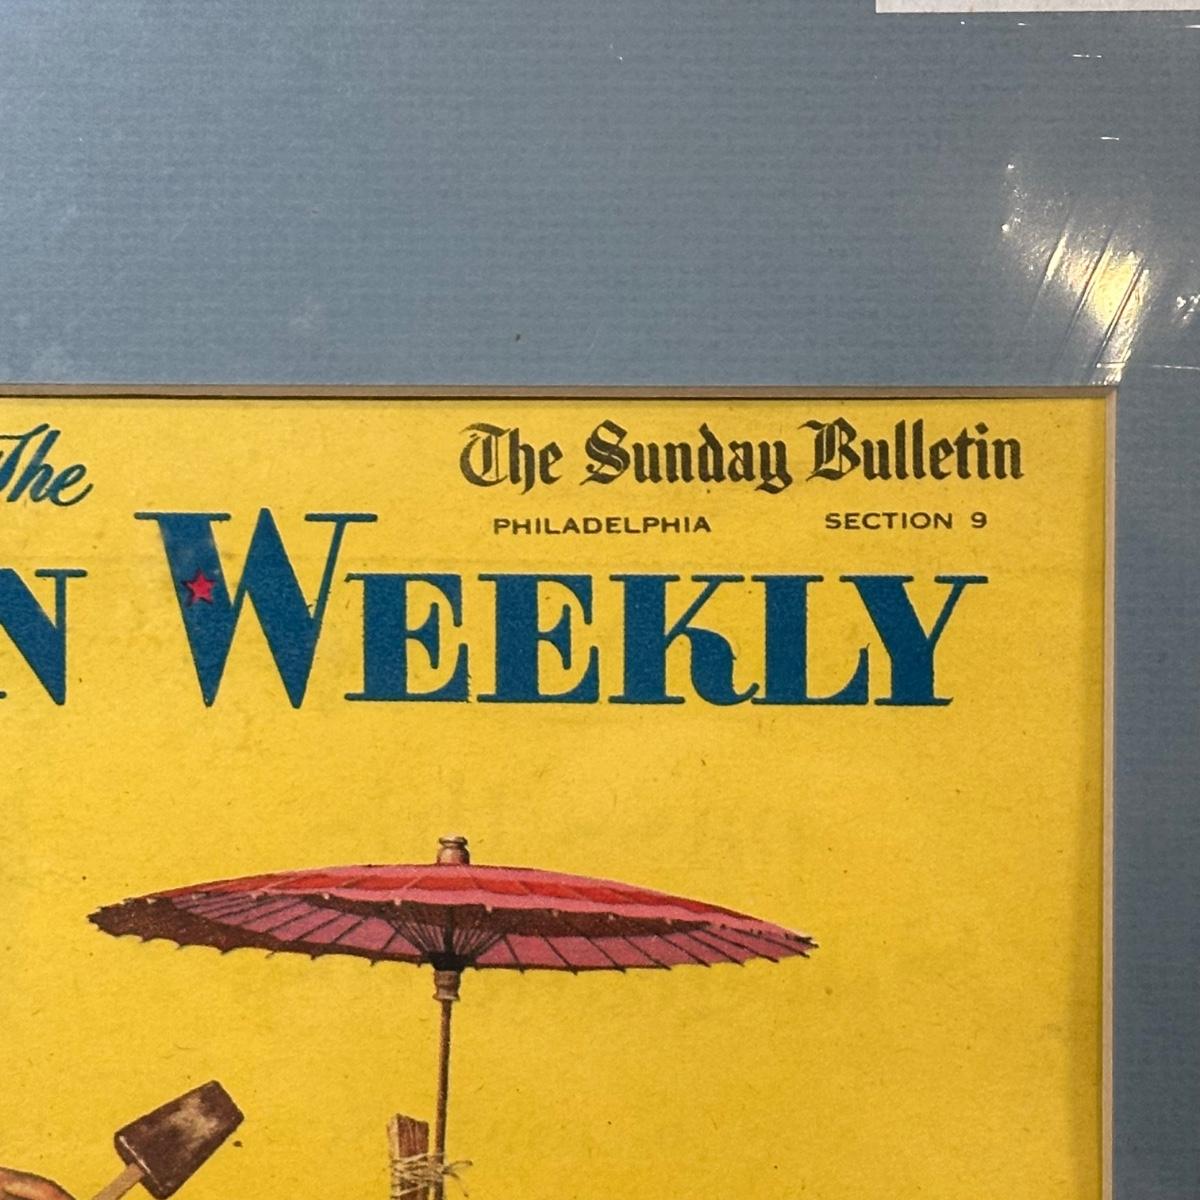 The
The Sunday Bulletin
PHILADELPHIA SECTION 9
N WEEKLY